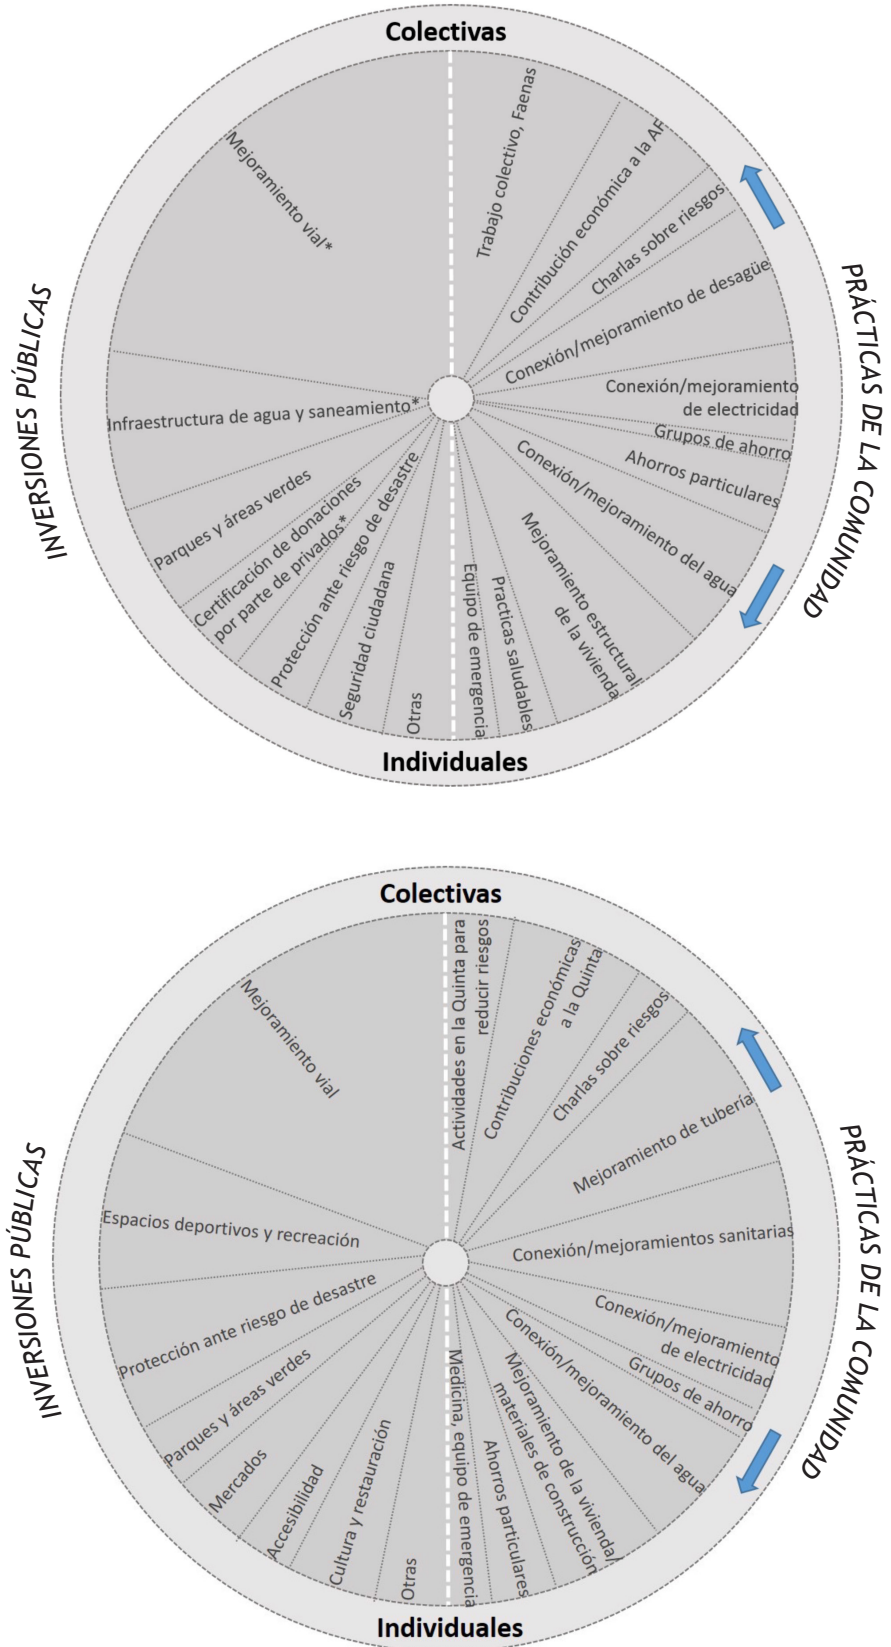 Colectivas
INVERSIONES PÚBLICAS
Mejoramiento vial*
Infraestructura de agua y saneamiento*
Parques y áreas verdes
Certificación de donaciones
por parte de privados*
Protección ante riesgo de desastre
Seguridad ciudadana
Otras
PRÁCTICAS DE LA COMUNIDAD
Trabajo colectivo, Faenas
Contribución económica a la AF
Charlas sobre riesgos
Conexión/mejoramiento de desagüe
Conexión/mejoramiento
de electricidad
Grupos de ahorro
Ahorros particulares
Conexión/mejoramiento del agua
Mejoramiento estructural
de la vivienda
Practicas saludables
Equipo de emergencia
Individuales
Colectivas
INVERSIONES PÚBLICAS
Mejoramiento vial
Espacios deportivos y recreación
Protección ante riesgo de desastre
Parques y áreas verdes
Mercados
Accesibilidad
Cultura y restauración
Otras
PRÁCTICAS DE LA COMUNIDAD
Actividades en la Quinta para
reducir riesgos
Contribuciones económicas
a la Quinta
Charlas sobre riesgos
Mejoramiento de tubería
Conexión/mejoramientos sanitarias
Conexión/mejoramiento
de electricidad
Grupos de ahorro
Conexión/mejoramiento del agua
Mejoramiento de la vivienda/
materiales de construcción
Ahorros particulares
Medicina, equipo de emergencia
Individuales